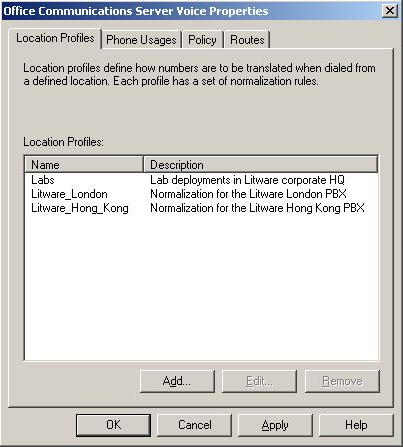 Office Communications Server Voice Properties
Location Profiles Phone Usages Policy Routes
Location profiles define how numbers are to be translated when dialed from
a defined location. Each profile has a set of normalization rules.
Location Profiles:
Name Description
Labs Lab deployments in Litware corporate HQ
Litware_London Normalization for the Litware London PBX
Litware_Hong_Kong Normalization for the Litware Hong Kong PBX
Add... Edit... Remove
OK Cancel Apply Help